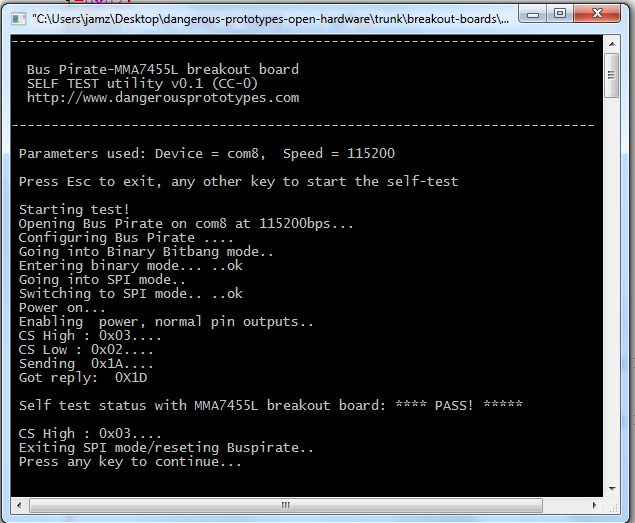 "C:\Users\jamz\Desktop\dangerous-prototypes-open-hardware\trunk\breakout-boards\...
--------------------------------------------------------------------------
Bus Pirate-MMA7455L breakout board
SELF TEST utility v0.1 (CC-0)
http://www.dangerousprototypes.com
--------------------------------------------------------------------------
Parameters used: Device = com8,  Speed = 115200
Press Esc to exit, any other key to start the self-test
Starting test!
Opening Bus Pirate on com8 at 115200bps...
Configuring Bus Pirate ....
Going into Binary Bitbang mode..
Entering binary mode... ..ok
Going into SPI mode..
Switching to SPI mode.. ..ok
Power on...
Enabling  power, normal pin outputs..
CS High : 0x03....
CS Low : 0x02....
Sending  0x1A....
Got reply:  0X1D
Self test status with MMA7455L breakout board: **** PASS! *****
CS High : 0x03....
Exiting SPI mode/reseting Buspirate..
Press any key to continue...